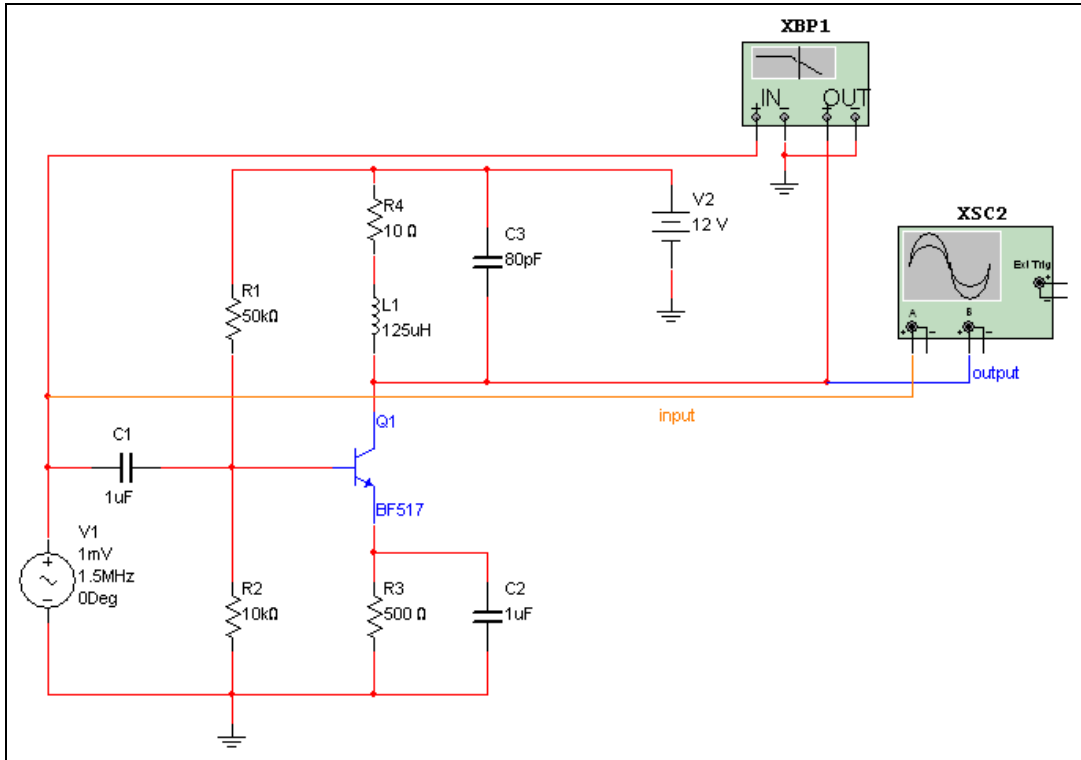 XBP1
IN
OUT
+
-
+
-
R4
10 Ω
C3
80pF
V2
12 V
XSC2
Ext Trig
+
-
A
B
+
-
+
-
R1
50kΩ
L1
125uH
output
input
Q1
C1
1uF
BF517
V1
1mV
1.5MHz
0Deg
+
-
R2
10kΩ
R3
500 Ω
C2
1uF